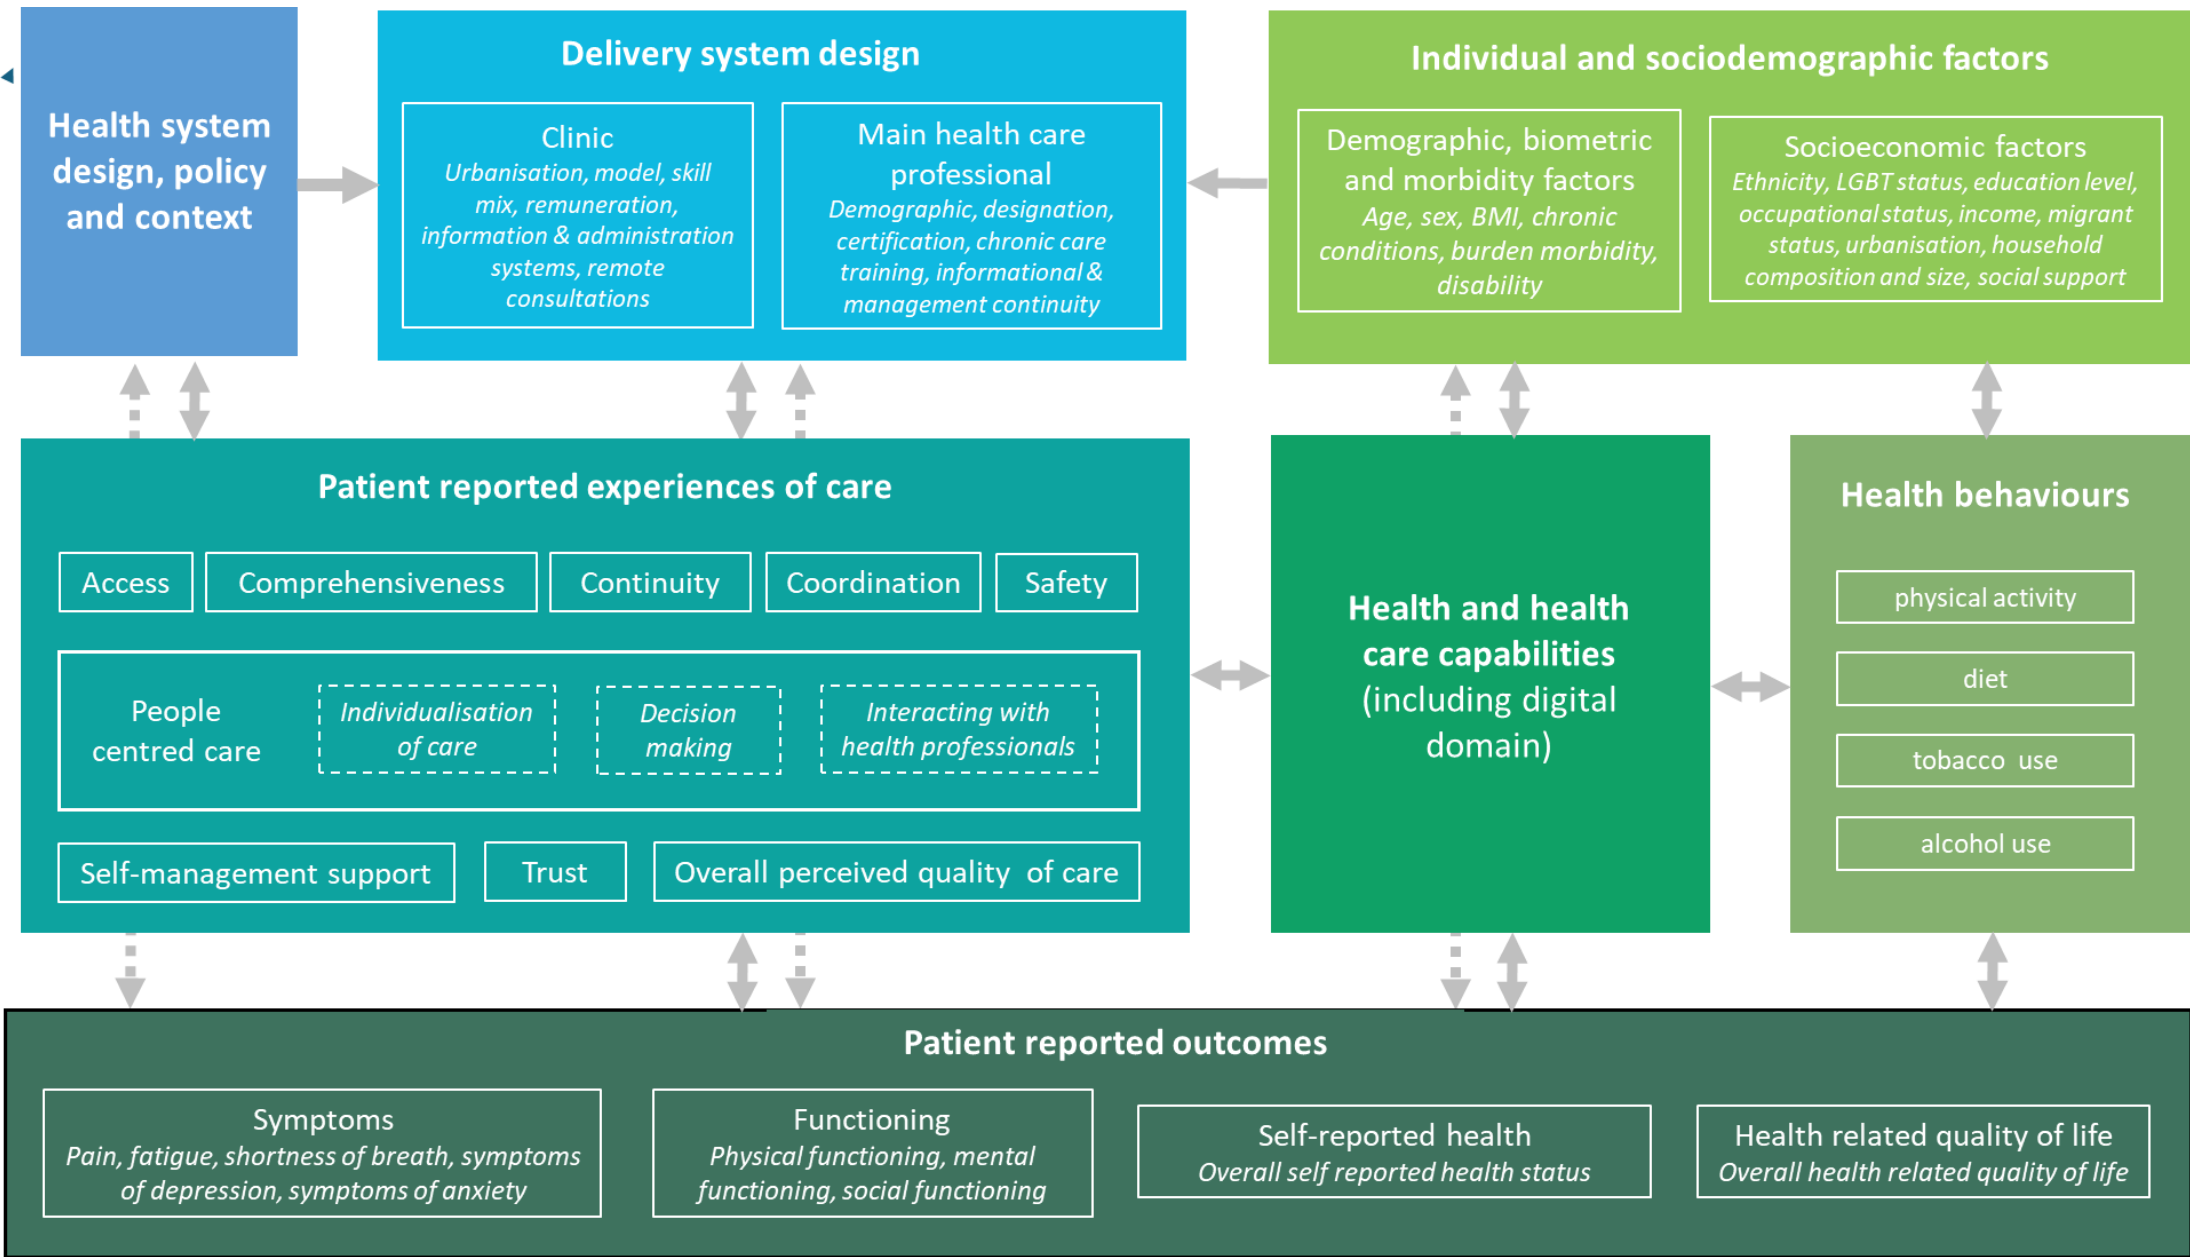 Health system
design, policy
and context
Delivery system design
Clinic
Urbanisation, model, skill
mix, remuneration,
information & administration
systems, remote
consultations
Main health care
professional
Demographic, designation,
certification, chronic care
training, informational &
management continuity
Individual and sociodemographic factors
Demographic, biometric
and morbidity factors
Age, sex, BMI, chronic
conditions, burden morbidity,
disability
Socioeconomic factors
Ethnicity, LGBT status, education level,
occupational status, income, migrant
status, urbanisation, household
composition and size, social support
Patient reported experiences of care
Access
Comprehensiveness
Continuity
Coordination
Safety
People
centred care
Individualisation
of care
Decision
making
Interacting with
health professionals
Self-management support
Trust
Overall perceived quality of care
Health and health
care capabilities
(including digital
domain)
Health behaviours
physical activity
diet
tobacco use
alcohol use
Patient reported outcomes
Symptoms
Pain, fatigue, shortness of breath, symptoms
of depression, symptoms of anxiety
Functioning
Physical functioning, mental
functioning, social functioning
Self-reported health
Overall self reported health status
Health related quality of life
Overall health related quality of life